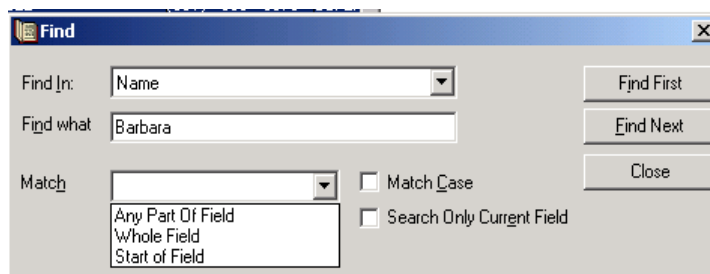 Find
Find In: Name Find First
Find what Barbara Find Next
Close
Match Match Case
Any Part Of Field Search Only Current Field
Whole Field
Start of Field